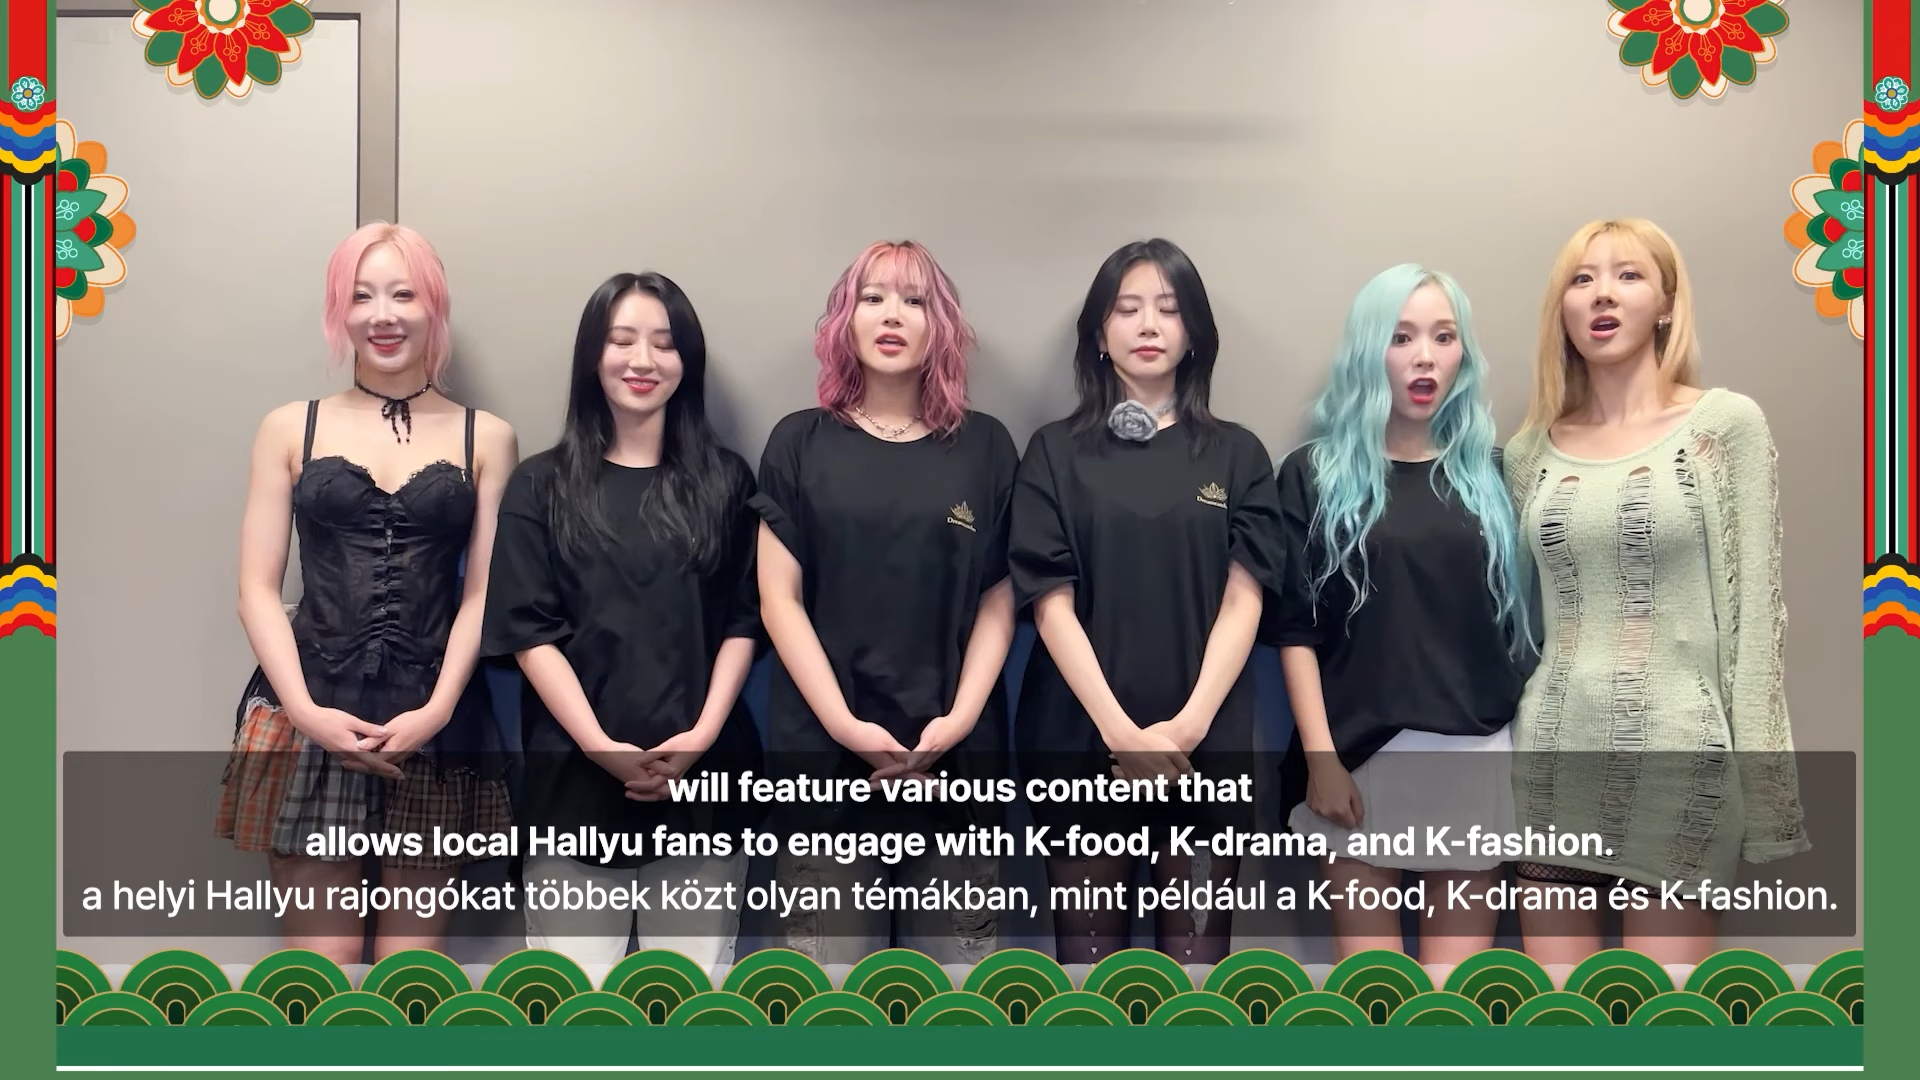 will feature various content that
allows local Hallyu fans to engage with K-food, K-drama, and K-fashion.
a helyi Hallyu rajongókat többek közt olyan témákban, mint például a K-food, K-drama és K-fashion.